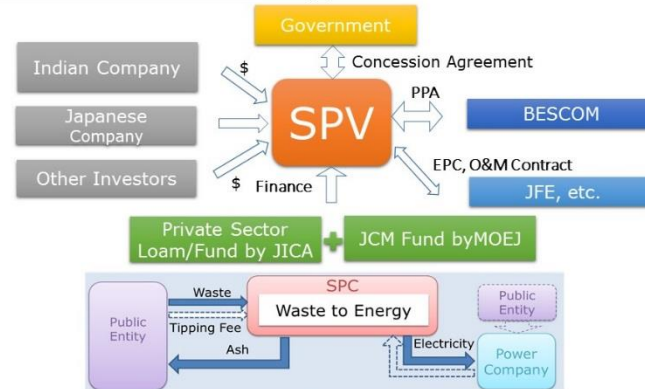 Government
Concession Agreement
Indian Company
$
SPV
PPA
Japanese
Company
BESCOM
Other Investors
$
Finance
EPC, O&M Contract
JFE, etc.
Private Sector
Loam/Fund by JICA
+
JCM Fund byMOEJ
SPC
Waste to Energy
Public
Entity
Waste
Tipping Fee
Ash
Electricity
Public
Entity
Power
Company